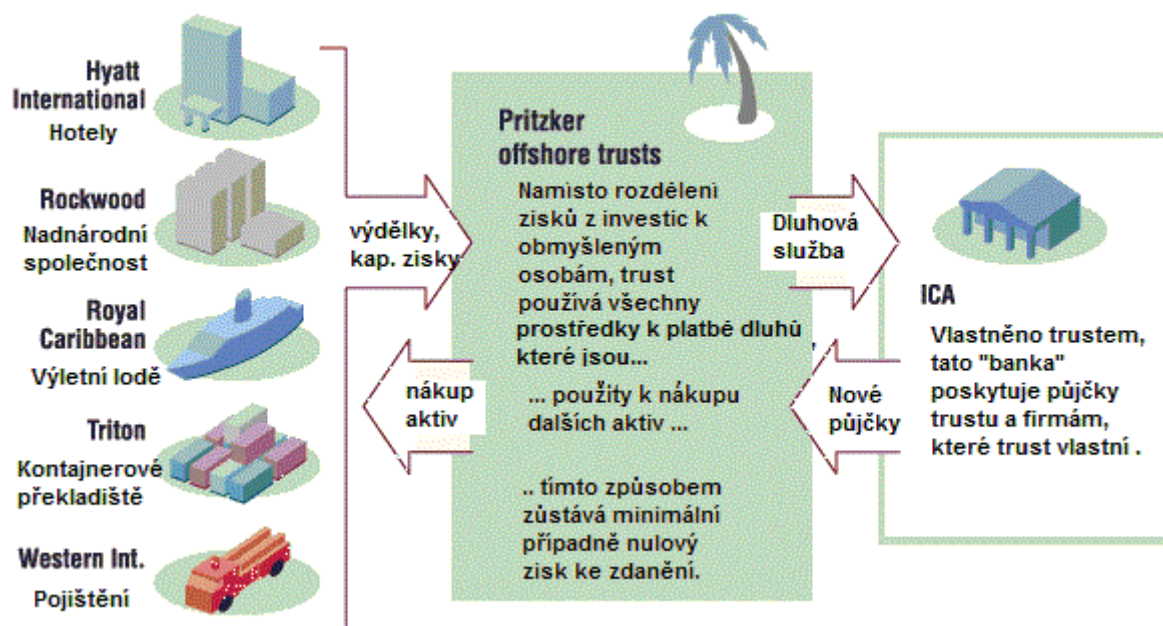 Hyatt
International
Hotely
Rockwood
Nadnárodní
společnost
Royal
Caribbean
Výletní lodě
Triton
Kontajnerové
překladiště
Western Int.
Pojištění
výdělky,
kap. zisky
nákup
aktiv
Pritzker
offshore trusts
Namísto rozdělení
zisků z investic k
obmyšleným
osobám, trust
používá všechny
prostředky k platbě dluhů
které jsou...
... použity k nákupu
dalších aktiv ...
.. tímto způsobem
zůstává minimální
případně nulový
zisk ke zdanění.
Dluhová
služba
Nové
půjčky
ICA
Vlastněno trustem,
tato "banka"
poskytuje půjčky
trustu a firmám,
které trust vlastní .